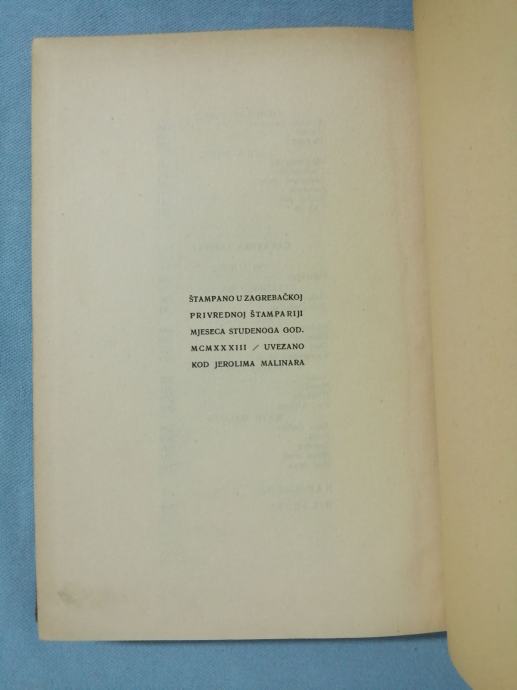 ŠTAMPANO U ZAGREBAČKOJ
PRIVREDNOJ ŠTAMPARIJI
MJESECA STUDENOGA GOD.
MCMXXXIII / UVEZANO
KOD JEROLIMA MALINARA